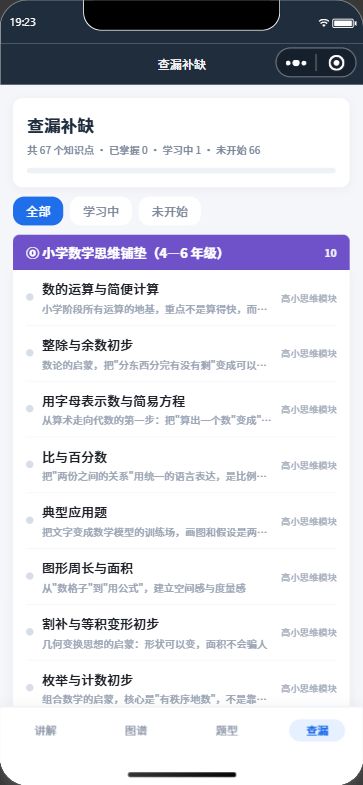 19:23
查漏补缺
查漏补缺
共 67 个知识点 · 已掌握 0 · 学习中 1 · 未开始 66
全部
学习中
未开始
⓪ 小学数学思维铺垫（4—6 年级）
10
数的运算与简便计算
小学阶段所有运算的地基，重点不是算得快，而…
高小思维模块
整除与余数初步
数论的启蒙，把"分东西分完有没有剩"变成可以…
高小思维模块
用字母表示数与简易方程
从算术走向代数的第一步：把"算出一个数"变成"…
高小思维模块
比与百分数
把"两份之间的关系"用统一的语言表达，是比例…
高小思维模块
典型应用题
把文字变成数学模型的训练场，画图和假设是两…
高小思维模块
图形周长与面积
从"数格子"到"用公式"，建立空间感与度量感
高小思维模块
割补与等积变形初步
几何变换思想的启蒙：形状可以变，面积不会骗人
高小思维模块
枚举与计数初步
组合数学的启蒙，核心是"有秩序地数"，不是靠…
高小思维模块
讲解
图谱
题型
查漏